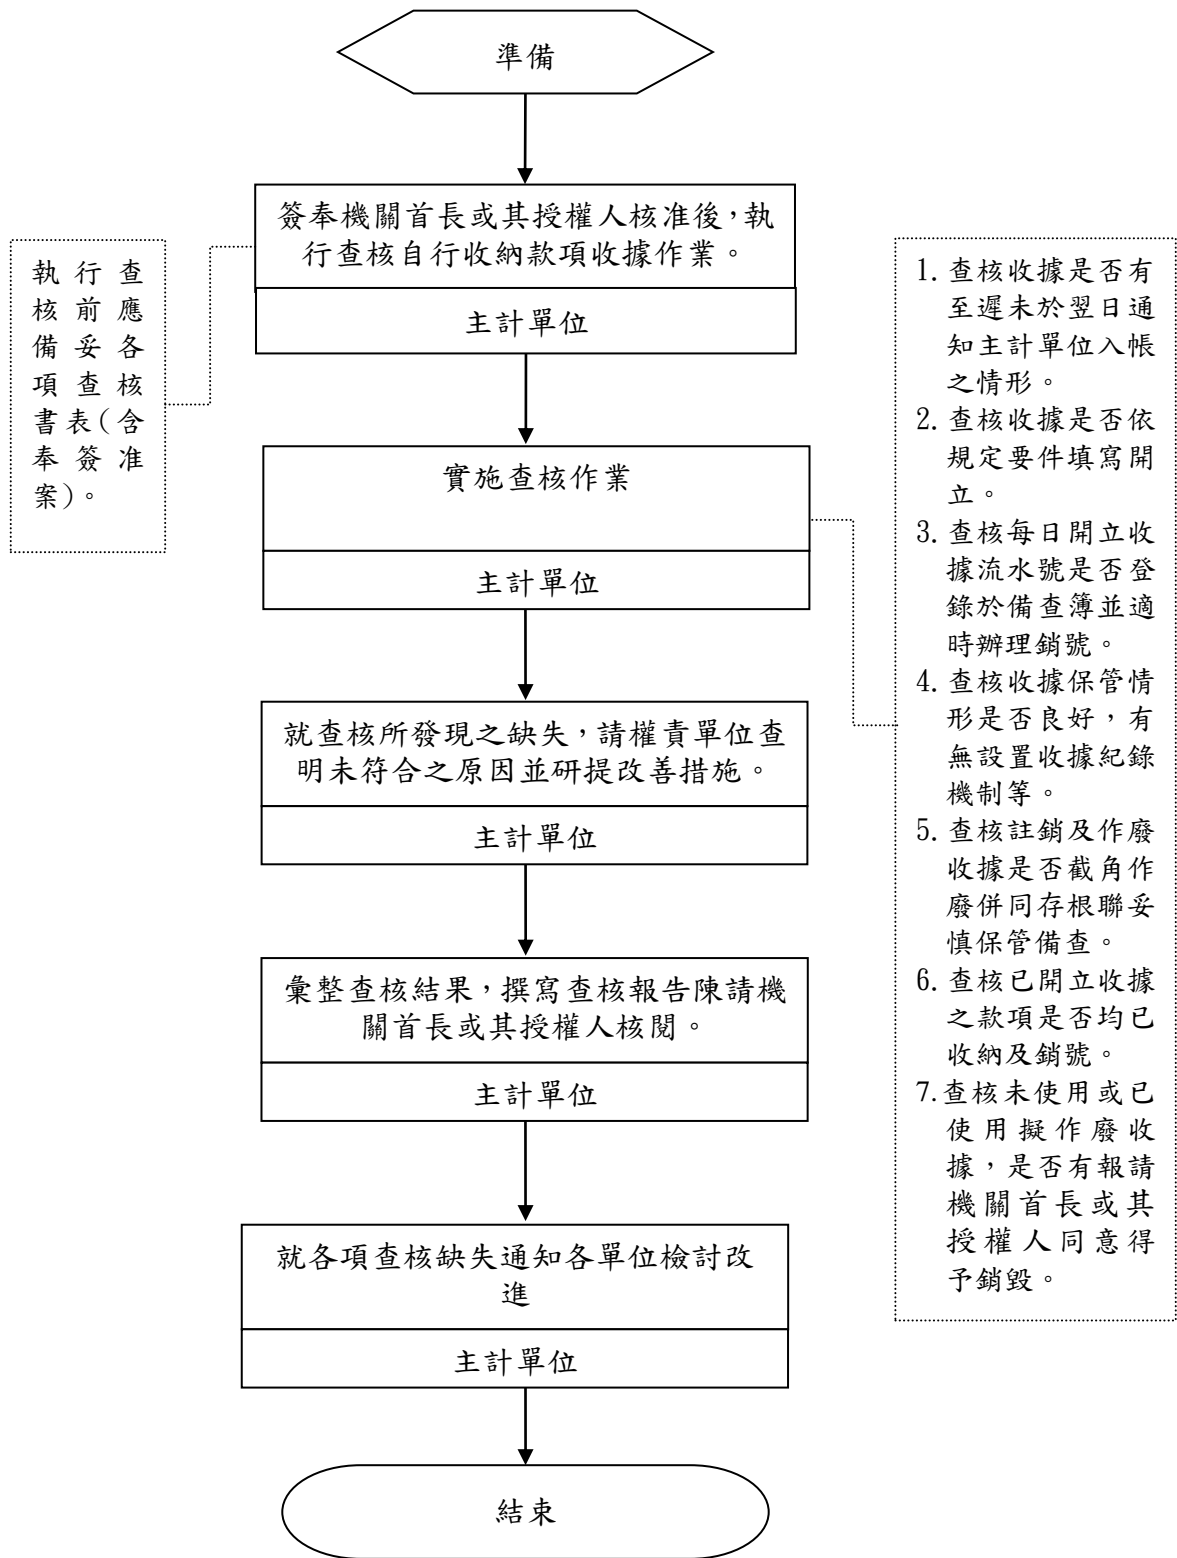 準備
簽奉機關首長或其授權人核准後，執
行查核自行收納款項收據作業。
主計單位
執行查
核前應
備妥各
項查核
書表(含
奉簽准
案)。
實施查核作業
主計單位
1. 查核收據是否有
至遲未於翌日通
知主計單位入帳
之情形。
2. 查核收據是否依
規定要件填寫開
立。
3. 查核每日開立收
據流水號是否登
錄於備查簿並適
時辦理銷號。
4. 查核收據保管情
形是否良好，有
無設置收據紀錄
機制等。
5. 查核註銷及作廢
收據是否截角作
廢併同存根聯妥
慎保管備查。
6. 查核已開立收據
之款項是否均已
收納及銷號。
7. 查核未使用或已
使用擬作廢收
據，是否有報請
機關首長或其
授權人同意得
予銷毀。
就查核所發現之缺失，請權責單位查
明未符合之原因並研提改善措施。
主計單位
彙整查核結果，撰寫查核報告陳請機
關首長或其授權人核閱。
主計單位
就各項查核缺失通知各單位檢討改
進
主計單位
結束